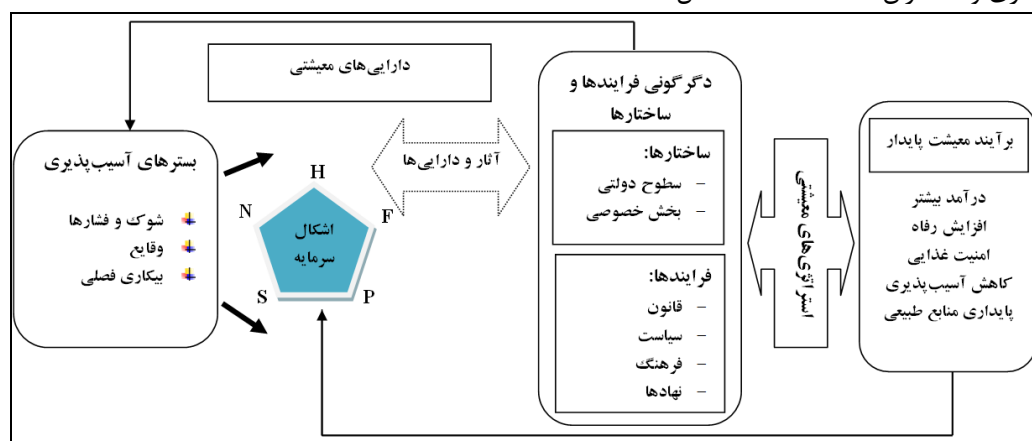 دارایی‌های معیشتی
بسترهای آسیب‌پذیری
شوک و فشارها
وقایع
بیکاری فصلی
H
N
F
S
P
اشکال
سرمایه
آثار و دارایی‌ها
دگرگونی فرایندها و
ساختارها
ساختارها:
– سطوح دولتی
– بخش خصوصی
فرایندها:
– قانون
– سیاست
– فرهنگ
– نهادها
استراتژی‌های معیشتی
برآیند معیشت پایدار
درآمد بیشتر
افزایش رفاه
امنیت غذایی
کاهش آسیب‌پذیری
پایداری منابع طبیعی